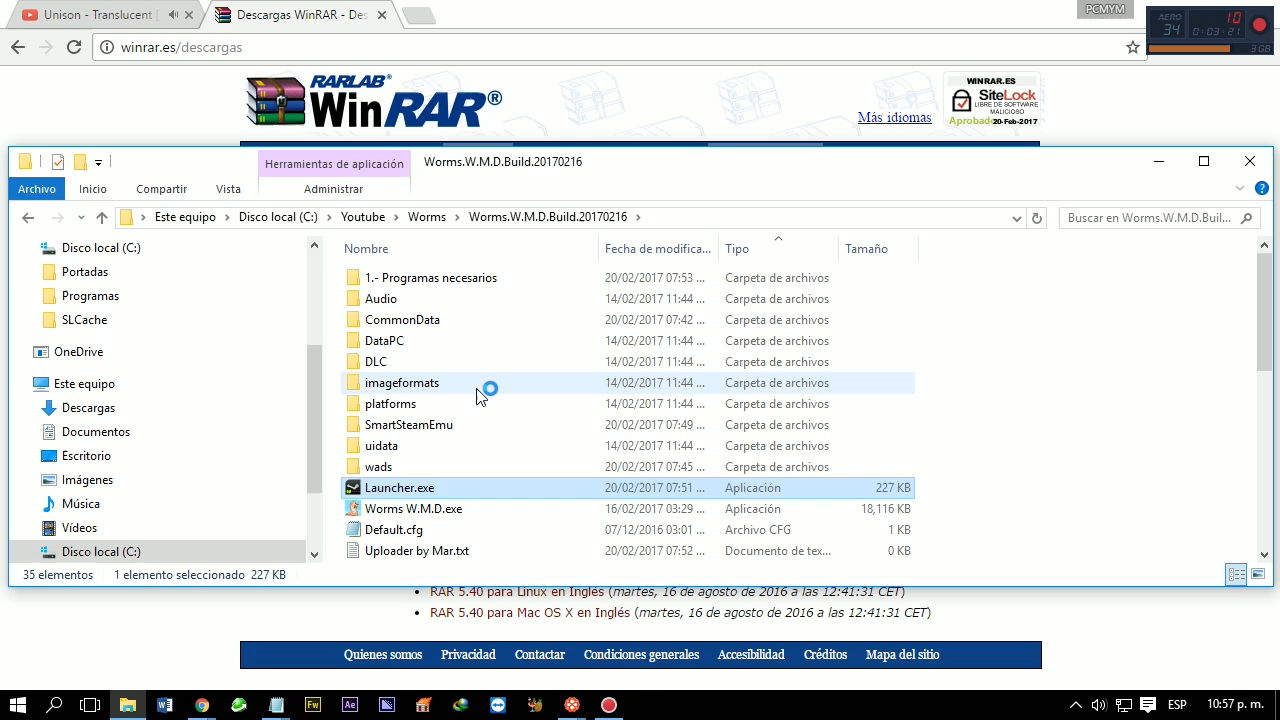 Unison - Translucent |
Descargas WinRAR - Des
PCMYM
AERO
34
10
0:03:21
3GB
winrar.es/descargas
RARLAB®
WinRAR®
Más idiomas
WINRAR.ES
SiteLock
LIBRE DE SOFTWARE
MALICIOSO
Aprobado 20-Feb-2017
Herramientas de aplicación
Worms.W.M.D.Build.20170216
Archivo
Inicio
Compartir
Vista
Administrar
Este equipo > Disco local (C:) > Youtube > Worms > Worms.W.M.D.Build.20170216 >
Buscar en Worms.W.M.D.Buil...
Disco local (C:)
Portadas
Programas
SLCache
OneDrive
Este equipo
Descargas
Documentos
Escritorio
Imágenes
Música
Vídeos
Disco local (C:)
Nombre Fecha de modifica... Tipo Tamaño
1.- Programas necesarios 20/02/2017 07:53 ... Carpeta de archivos
Audio 14/02/2017 11:44 ... Carpeta de archivos
CommonData 20/02/2017 07:42 ... Carpeta de archivos
DataPC 14/02/2017 11:44 ... Carpeta de archivos
DLC 14/02/2017 11:44 ... Carpeta de archivos
imageformats 14/02/2017 11:44 ... Carpeta de archivos
platforms 14/02/2017 11:44 ... Carpeta de archivos
SmartSteamEmu 20/02/2017 07:49 ... Carpeta de archivos
uidata 14/02/2017 11:44 ... Carpeta de archivos
wads 20/02/2017 07:45 ... Carpeta de archivos
Launcher.exe 20/02/2017 07:51 ... Aplicación 227 KB
Worms W.M.D.exe 16/02/2017 03:29 ... Aplicación 18,116 KB
Default.cfg 07/12/2016 03:01 ... Archivo CFG 1 KB
Uploader by Mar.txt 20/02/2017 07:52 ... Documento de tex... 0 KB
35 elementos 1 elemento seleccionado 227 KB
RAR 5.40 para Linux en Inglés (martes, 16 de agosto de 2016 a las 12:41:31 CET)
RAR 5.40 para Mac OS X en Inglés (martes, 16 de agosto de 2016 a las 12:41:31 CET)
Quienes somos Privacidad Contactar Condiciones generales Accesibilidad Créditos Mapa del sitio
Fw
Ae
ESP
10:57 p. m.